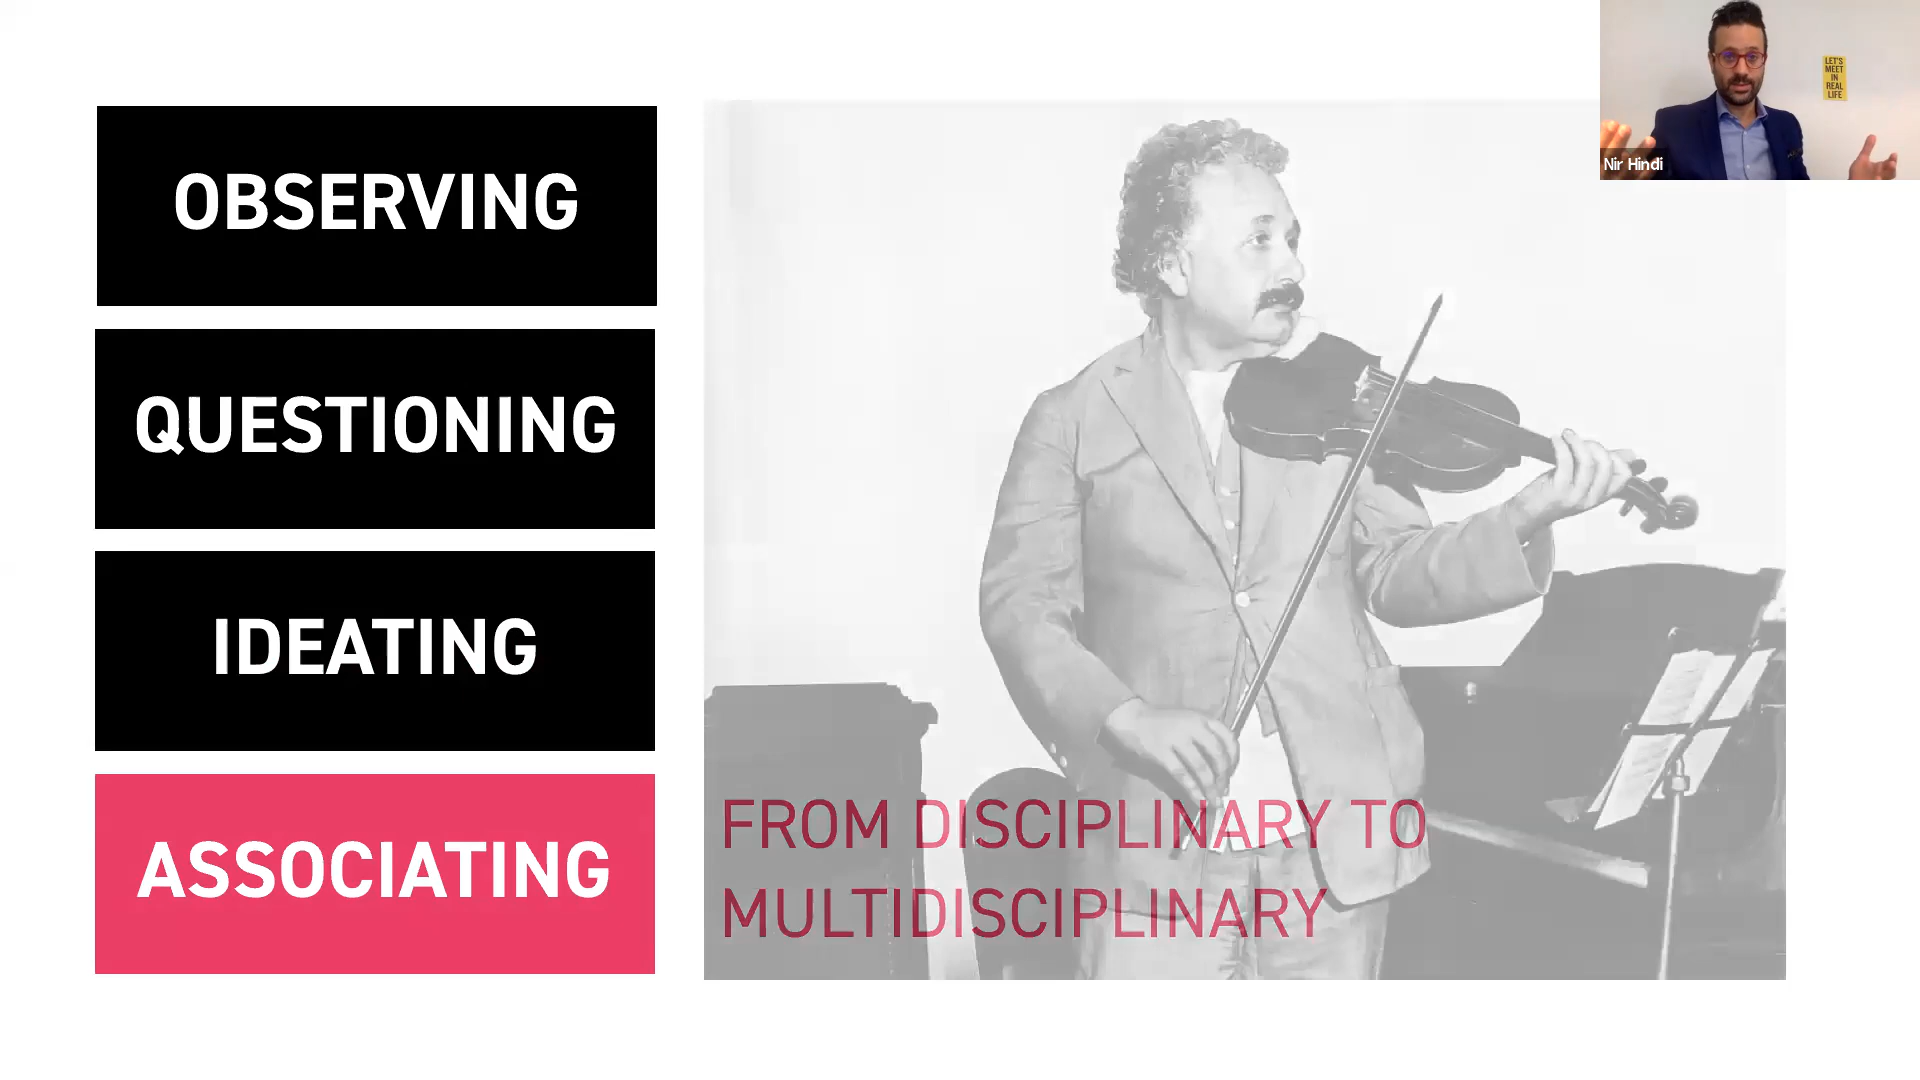 OBSERVING
QUESTIONING
IDEATING
ASSOCIATING
FROM DISCIPLINARY TO
MULTIDISCIPLINARY
LET'S
MEET
IN
REAL
LIFE
Nir Hindi